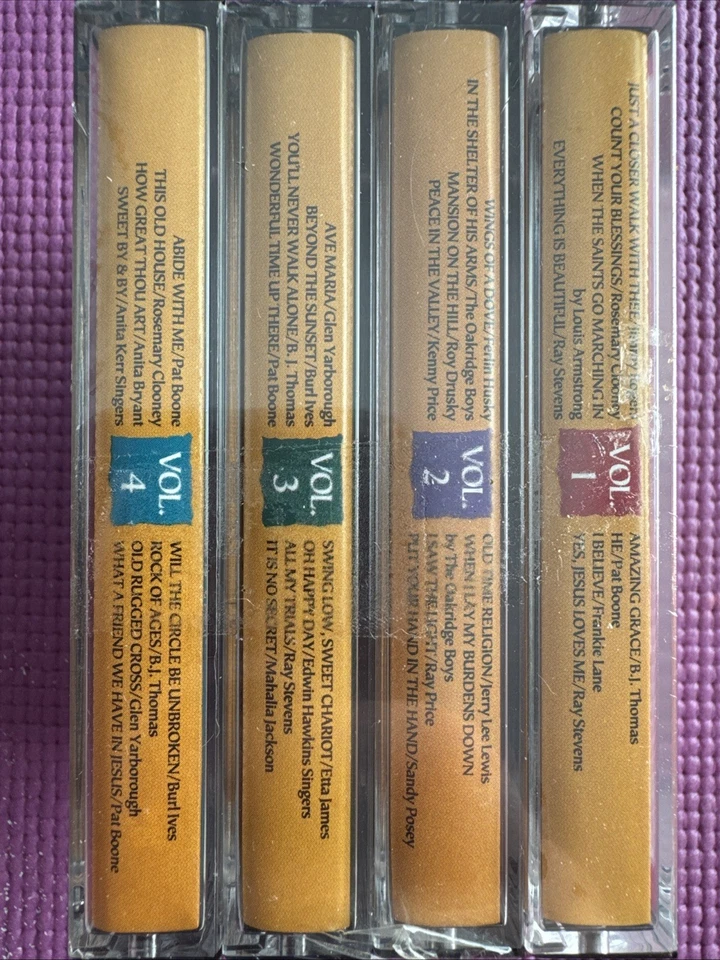 JUST A CLOSER WALK WITH THEE/Jimmy
COUNT YOUR BLESSINGS/Rosemary Clooney
WHEN THE SAINTS GO MARCHING IN
by Louis Armstrong
EVERYTHING IS BEAUTIFUL/Ray Stevens
VOL.
1
AMAZING GRACE/B.J. Thomas
HE/Pat Boone
I BELIEVE/Frankie Lane
YES, JESUS LOVES ME/Ray Stevens
WINGS OF A DOVE/Ferlin Husky
IN THE SHELTER OF HIS ARMS/The Oakridge Boys
MANSION ON THE HILL/Roy Drusky
PEACE IN THE VALLEY/Kenny Price
VOL.
2
OLD TIME RELIGION/Jerry Lee Lewis
WHEN I LAY MY BURDENS DOWN
by The Oakridge Boys
I SAW THE LIGHT/Ray Price
PUT YOUR HAND IN THE HAND/Sandy Posey
AVE MARIA/Glen Yarborough
BEYOND THE SUNSET/Burl Ives
YOU'LL NEVER WALK ALONE/B.J. Thomas
WONDERFUL TIME UP THERE/Pat Boone
VOL.
3
SWING LOW, SWEET CHARIOT/Etta James
OH HAPPY DAY/Edwin Hawkins Singers
ALL MY TRIALS/Ray Stevens
IT IS NO SECRET/Mahalia Jackson
ABIDE WITH ME/Pat Boone
THIS OLD HOUSE/Rosemary Clooney
HOW GREAT THOU ART/Anita Bryant
SWEET BY & BY/Anita Kerr Singers
VOL.
4
WILL THE CIRCLE BE UNBROKEN/Burl Ives
ROCK OF AGES/B.J. Thomas
OLD RUGGED CROSS/Glen Yarborough
WHAT A FRIEND WE HAVE IN JESUS/Pat Boone